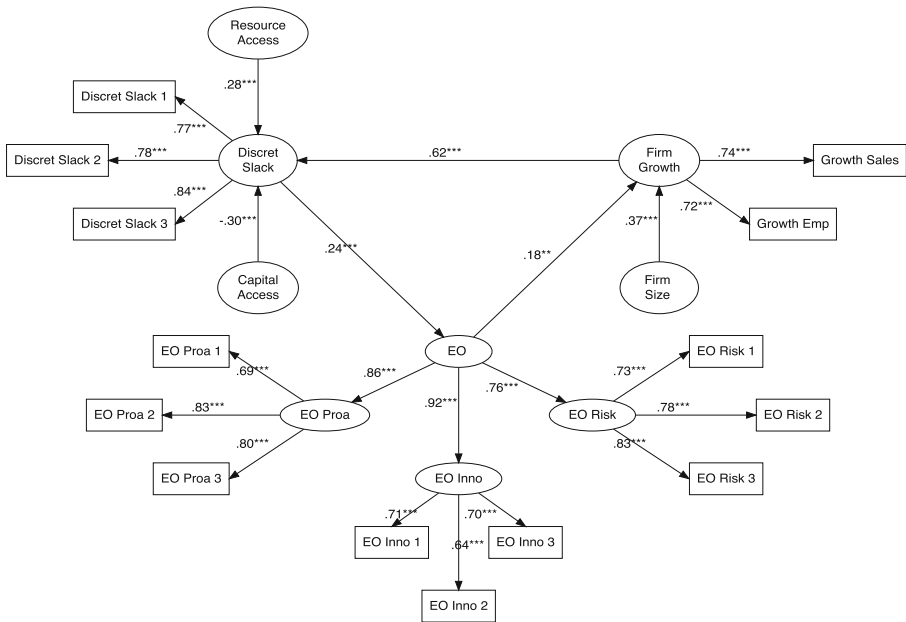 Resource
Access
.28***
Discret Slack 1
.77***
Discret Slack 2
.78***
Discret
Slack
.62***
Firm
Growth
.74***
Growth Sales
.84***
Discret Slack 3
-.30***
.37***
.72***
Growth Emp
.24***
.18**
Capital
Access
Firm
Size
EO
EO Proa 1
.69***
.86***
.92***
.76***
.73***
EO Risk 1
EO Proa 2
.83***
EO Proa
EO Risk
.78***
EO Risk 2
.80***
.83***
EO Proa 3
EO Inno
EO Risk 3
.71***
.70***
EO Inno 1
.64***
EO Inno 3
EO Inno 2